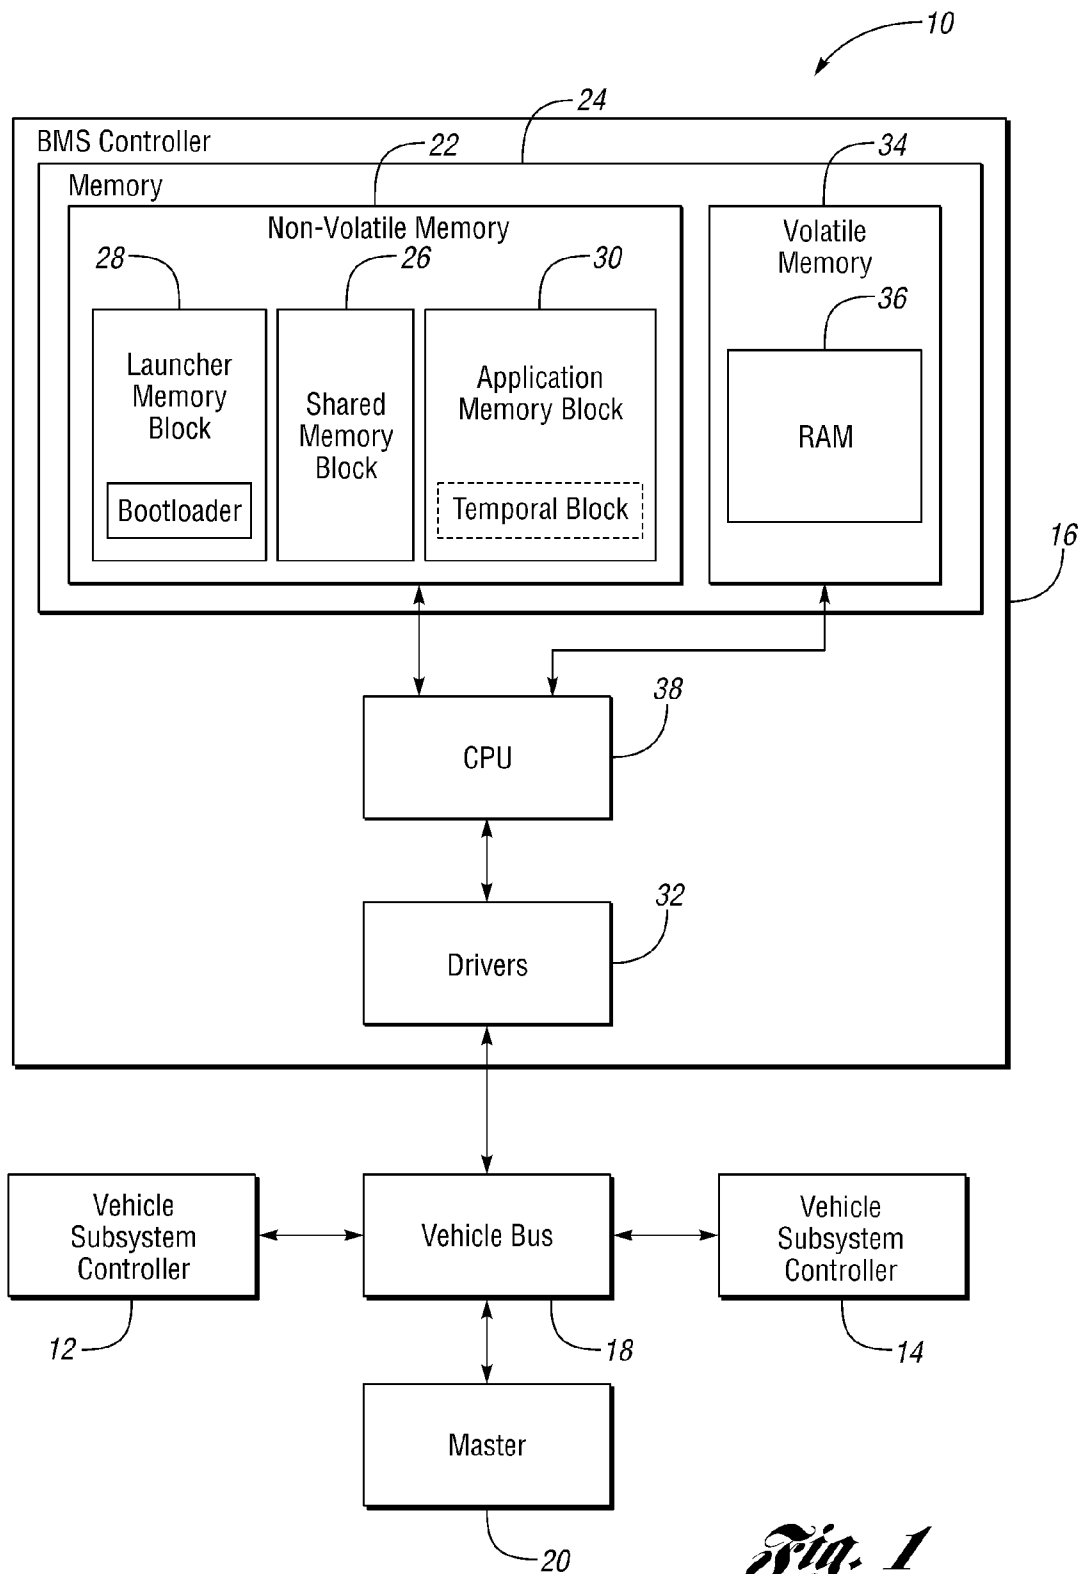 10
24
BMS Controller
22
34
Memory
Non-Volatile Memory
Volatile
Memory
28
26
30
36
Launcher
Memory
Block
Shared
Memory
Block
Application
Memory Block
RAM
Bootloader
Temporal Block
16
38
CPU
32
Drivers
Vehicle
Subsystem
Controller
Vehicle Bus
Vehicle
Subsystem
Controller
12
18
14
Master
20
Fig. 1